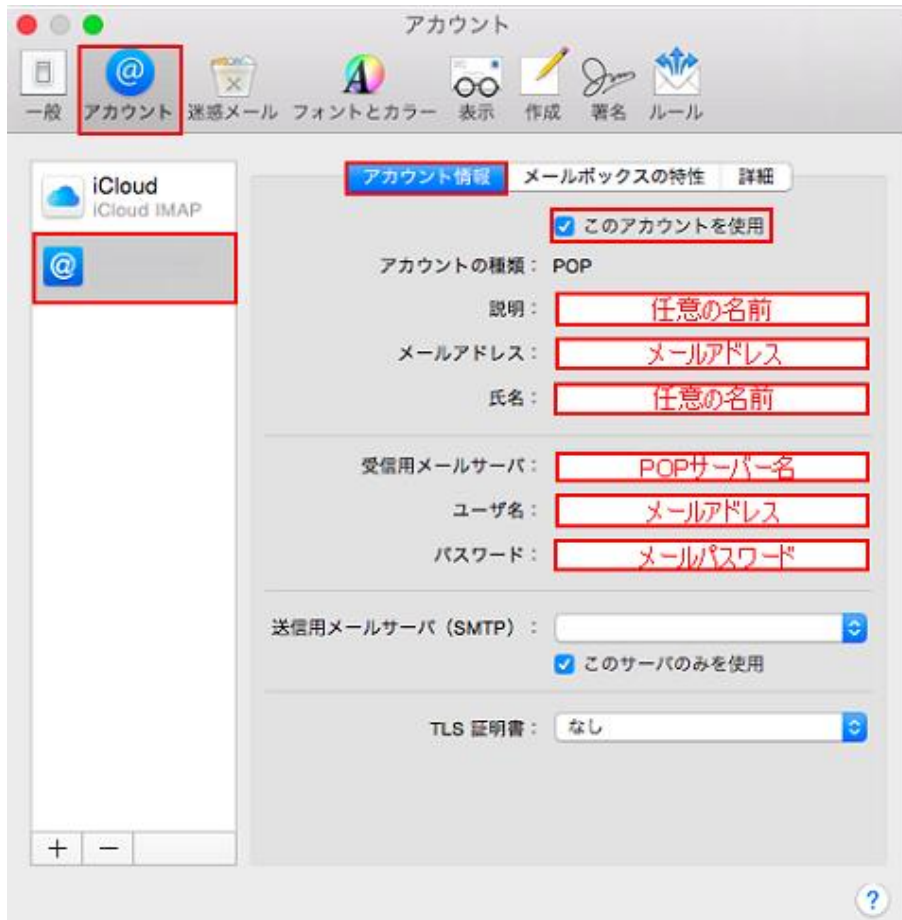 アカウント
一般 アカウント 迷惑メール フォントとカラー 表示 作成 署名 ルール
iCloud
iCloud IMAP
アカウント情報 メールボックスの特性 詳細
このアカウントを使用
アカウントの種類: POP
説明: 任意の名前
メールアドレス: メールアドレス
氏名: 任意の名前
受信用メールサーバ: POPサーバー名
ユーザ名: メールアドレス
パスワード: メールパスワード
送信用メールサーバ (SMTP) :
このサーバのみを使用
TLS 証明書: なし
+ −
?